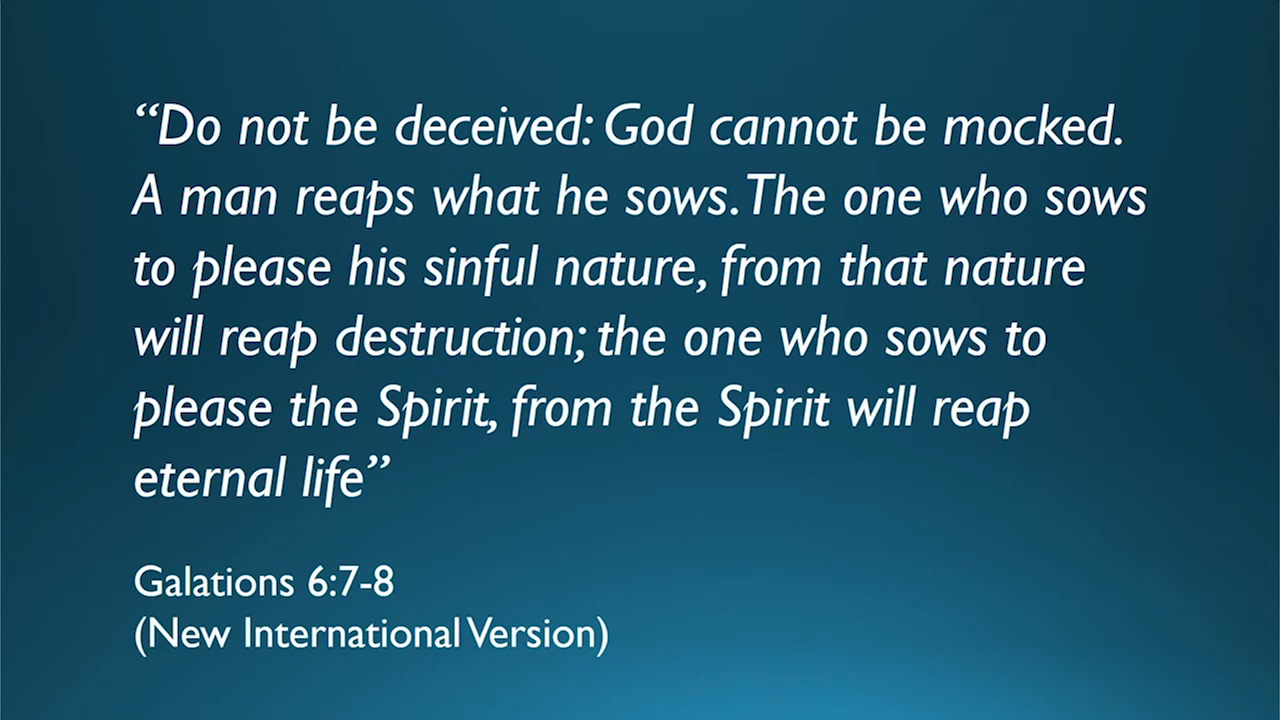 “Do not be deceived: God cannot be mocked.
A man reaps what he sows. The one who sows
to please his sinful nature, from that nature
will reap destruction; the one who sows to
please the Spirit, from the Spirit will reap
eternal life”
Galations 6:7-8
(New International Version)